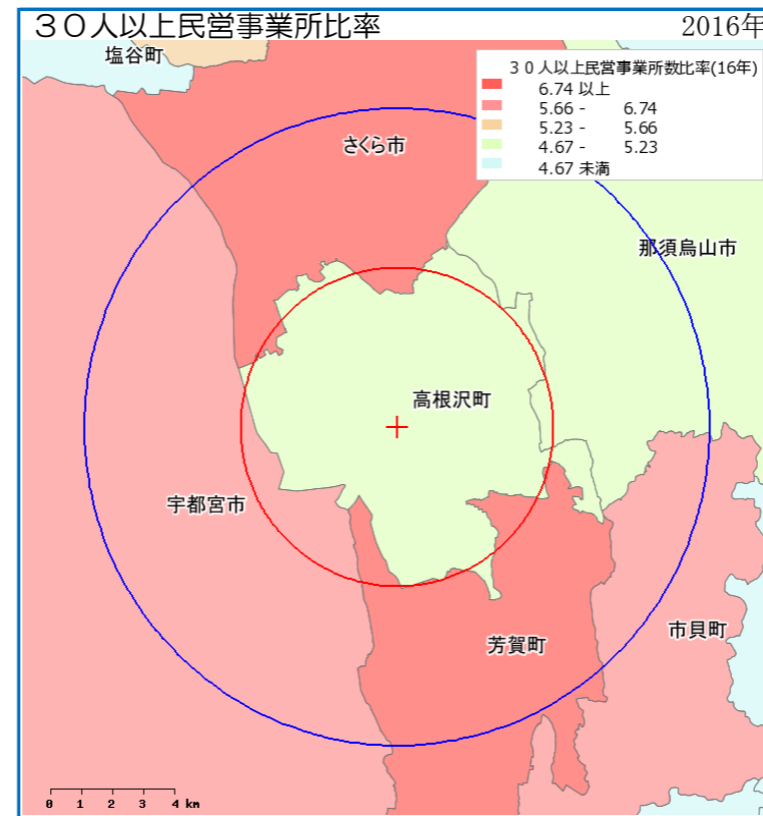 ３０人以上民営事業所比率
2016年
塩谷町
３０人以上民営事業所数比率(16年)
6.74 以上
5.66 - 6.74
5.23 - 5.66
4.67 - 5.23
4.67 未満
さくら市
那須烏山市
高根沢町
宇都宮市
市貝町
芳賀町
0 1 2 3 4 km